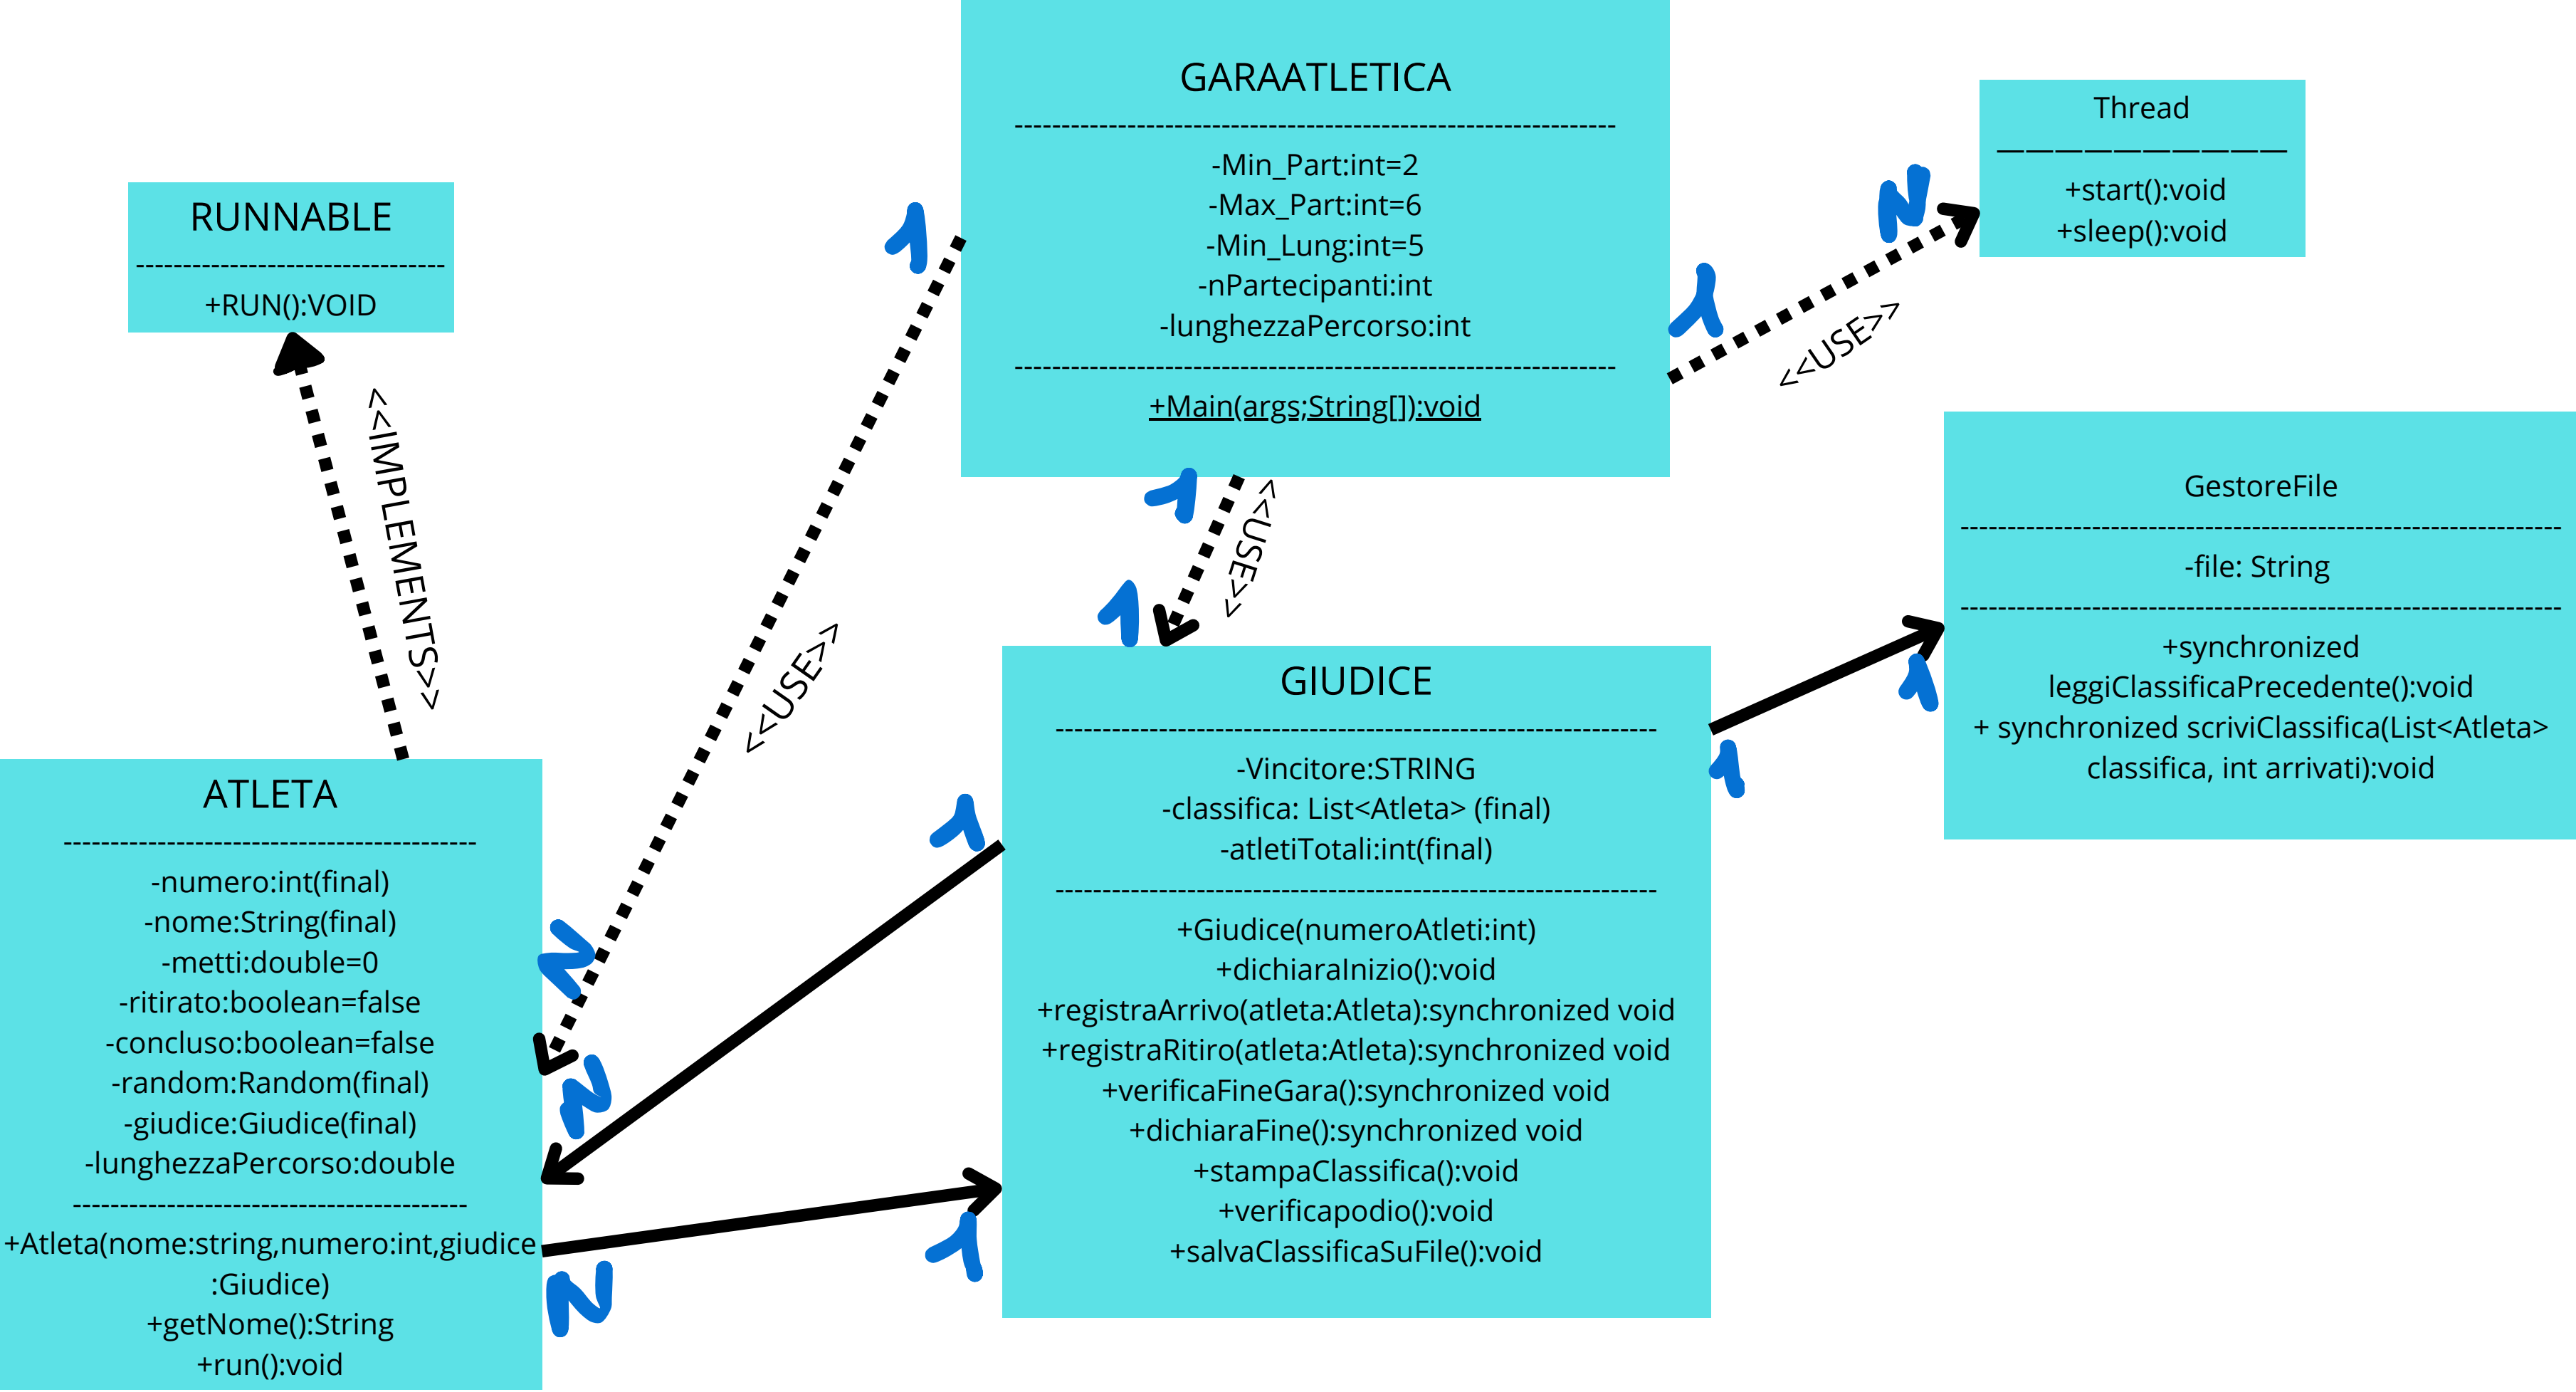 RUNNABLE
---------------------------------
+RUN():VOID
<<IMPLEMENTS>>
GARAATLETICA
----------------------------------------------------------------
-Min_Part:int=2
-Max_Part:int=6
-Min_Lung:int=5
-nPartecipanti:int
-lunghezzaPercorso:int
----------------------------------------------------------------
+Main(args;String[]):void
1
1
N
<<USE>>
Thread
——————————
+start():void
+sleep():void
GestoreFile
----------------------------------------------------------------
-file: String
----------------------------------------------------------------
+synchronized
leggiClassificaPrecedente():void
+ synchronized scriviClassifica(List<Atleta>
classifica, int arrivati):void
1
<<USE>>
1
<<USE>>
ATLETA
--------------------------------------------
-numero:int(final)
-nome:String(final)
-metti:double=0
-ritirato:boolean=false
-concluso:boolean=false
-random:Random(final)
-giudice:Giudice(final)
-lunghezzaPercorso:double
------------------------------------------
+Atleta(nome:string,numero:int,giudice
:Giudice)
+getNome():String
+run():void
N
N
N
1
1
GIUDICE
----------------------------------------------------------------
-Vincitore:STRING
-classifica: List<Atleta> (final)
-atletiTotali:int(final)
----------------------------------------------------------------
+Giudice(numeroAtleti:int)
+dichiaraInizio():void
+registraArrivo(atleta:Atleta):synchronized void
+registraRitiro(atleta:Atleta):synchronized void
+verificaFineGara():synchronized void
+dichiaraFine():synchronized void
+stampaClassifica():void
+verificapodio():void
+salvaClassificaSuFile():void
1
1